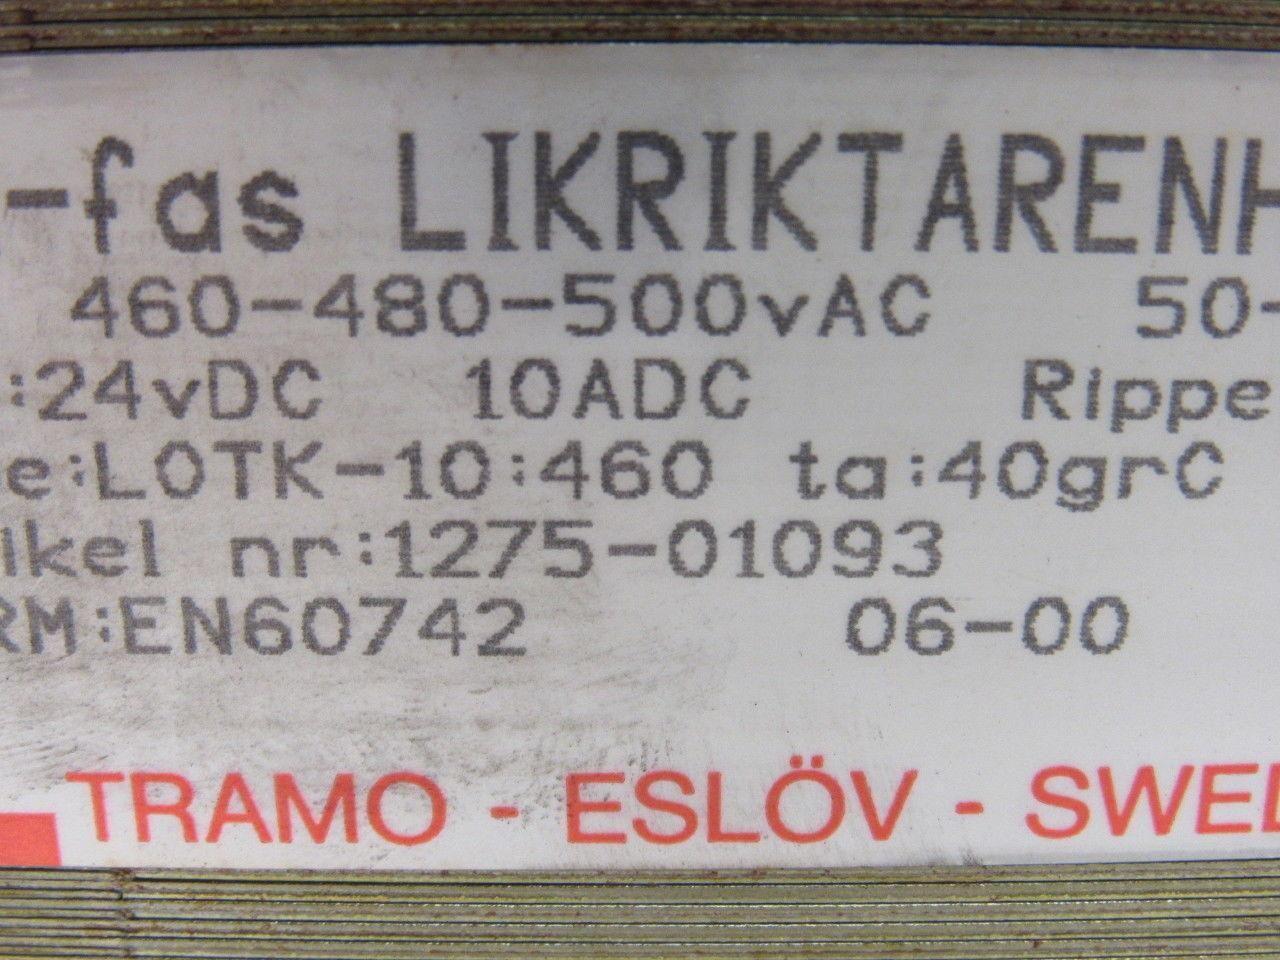 -fas LIKRIKTARENH
460-480-500vAC 50-
:24vDC 10ADC Rippe
e:LOTK-10:460 ta:40grC
ikel nr:1275-01093
RM:EN60742 06-00
TRAMO - ESLÖV - SWED